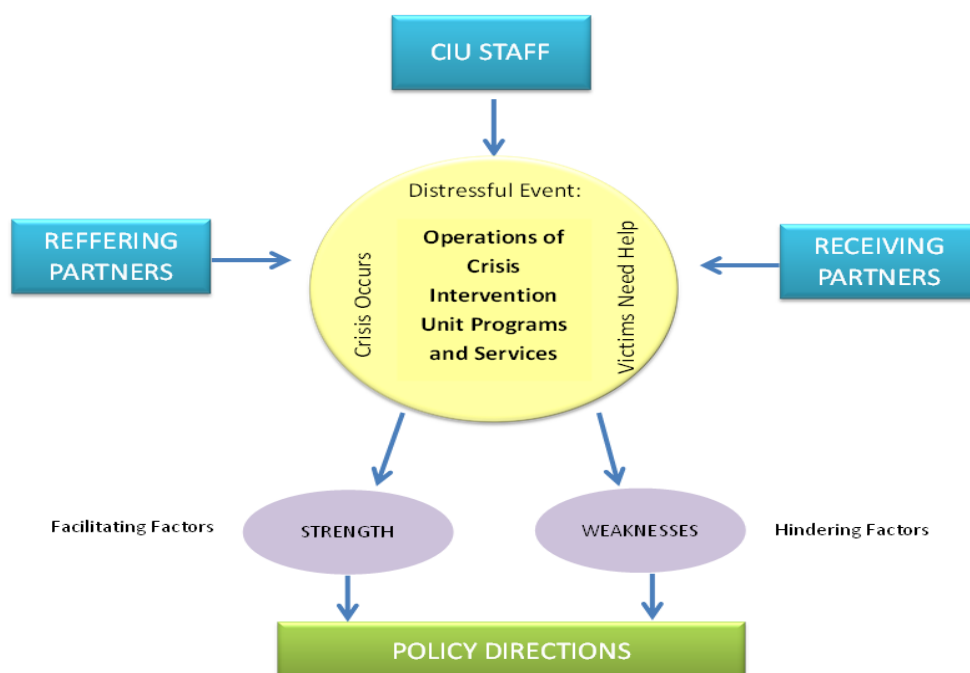 CIU STAFF
Distressful Event:
REFFERING
PARTNERS
Crisis Occurs
Operations of
Crisis
Intervention
Unit Programs
and Services
Victims Need Help
RECEIVING
PARTNERS
Facilitating Factors
STRENGTH
WEAKNESSES
Hindering Factors
POLICY DIRECTIONS